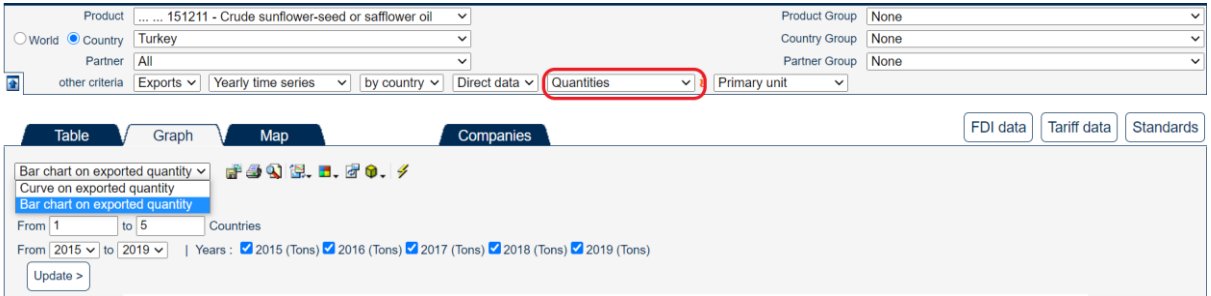 Product ... ... 151211 - Crude sunflower-seed or safflower oil Product Group None
World Country Turkey Country Group None
Partner All Partner Group None
other criteria Exports Yearly time series by country Direct data Quantities Primary unit
Table Graph Map Companies FDI data Tariff data Standards
Bar chart on exported quantity
Curve on exported quantity
Bar chart on exported quantity
From 1 to 5 Countries
From 2015 to 2019 | Years : 2015 (Tons) 2016 (Tons) 2017 (Tons) 2018 (Tons) 2019 (Tons)
Update >